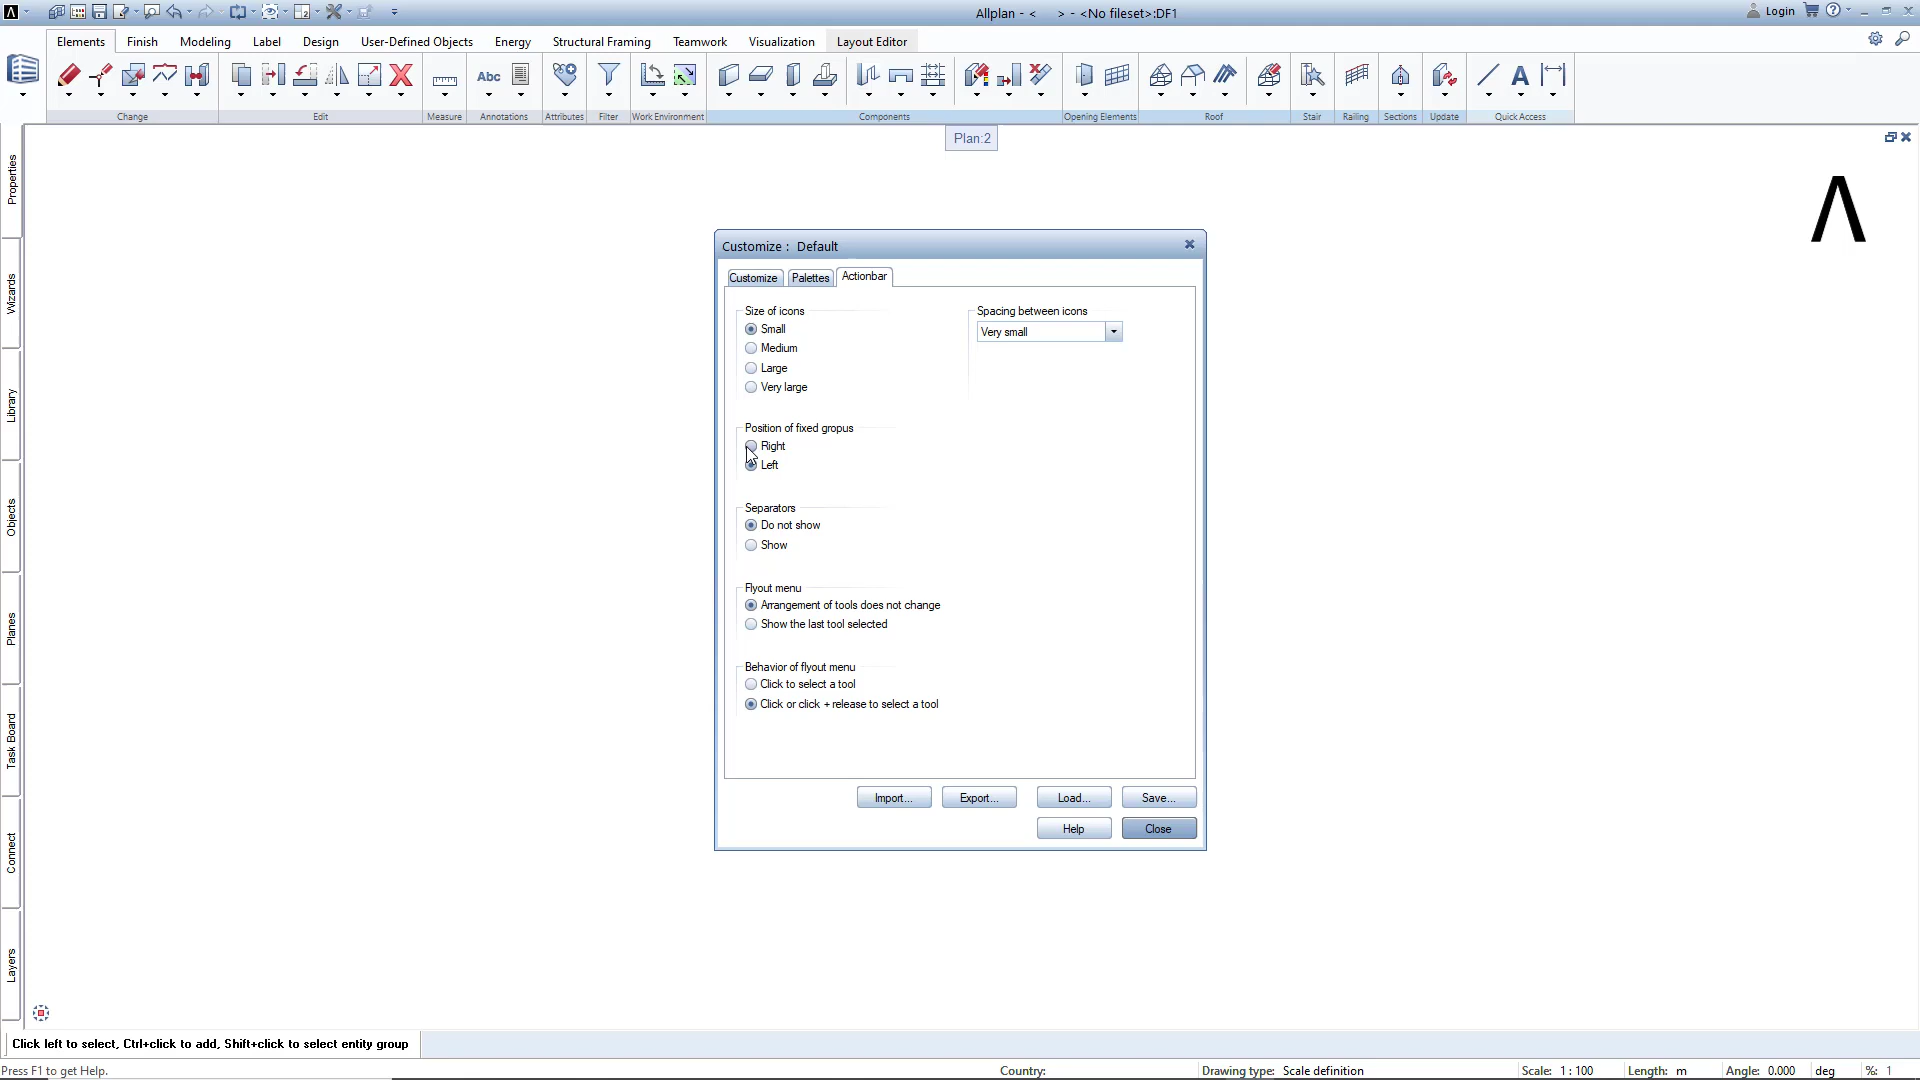 Allplan - <      > - <No fileset>:DF1
Login
Elements Finish Modeling Label Design User-Defined Objects Energy Structural Framing Teamwork Visualization Layout Editor
Abc
A
Change Edit Measure Annotations Attributes Filter Work Environment Components Opening Elements Roof Stair Railing Sections Update Quick Access
Plan:2
Properties
Wizards
Library
Objects
Planes
Task Board
Connect
Layers
Customize : Default
Customize Palettes Actionbar
Size of icons
Small
Medium
Large
Very large
Spacing between icons
Very small
Position of fixed gropus
Right
Left
Separators
Do not show
Show
Flyout menu
Arrangement of tools does not change
Show the last tool selected
Behavior of flyout menu
Click to select a tool
Click or click + release to select a tool
Import... Export... Load... Save...
Help Close
Click left to select, Ctrl+click to add, Shift+click to select entity group
Press F1 to get Help. Country: Drawing type: Scale definition Scale: 1 : 100 Length: m Angle: 0.000 deg %: 1